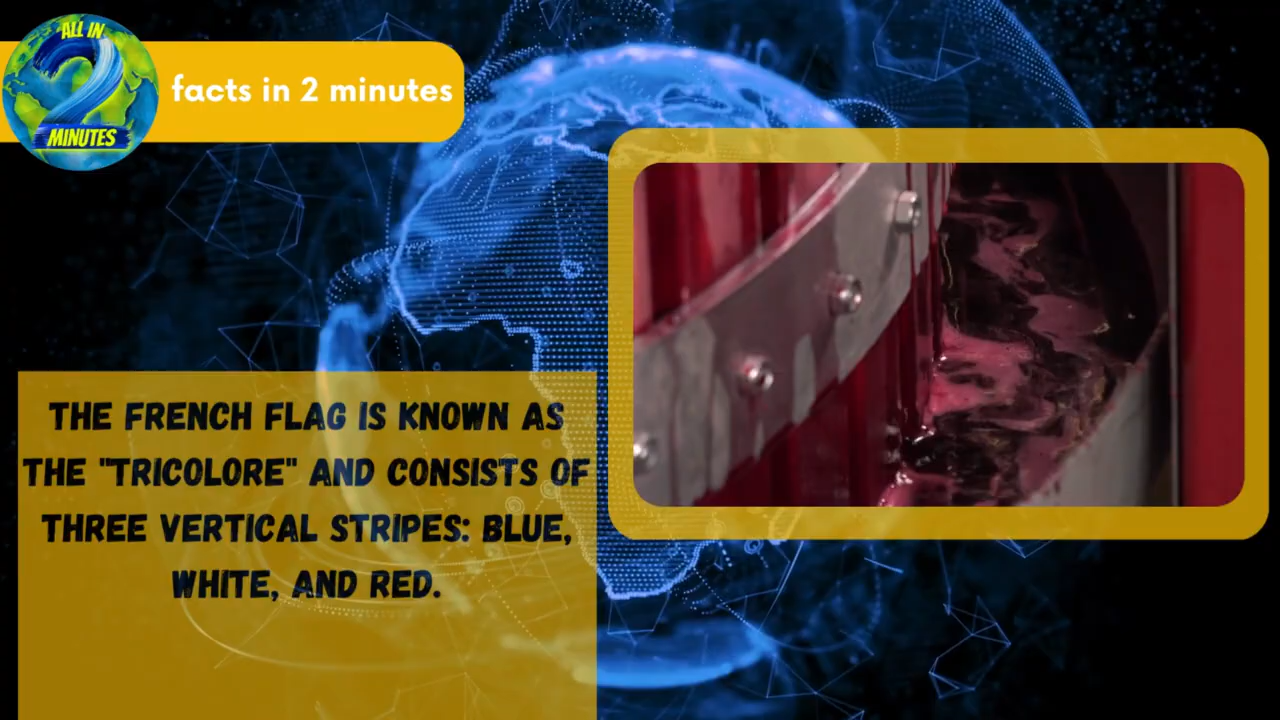 ALL IN
2
MINUTES
facts in 2 minutes
THE FRENCH FLAG IS KNOWN AS
THE "TRICOLORE" AND CONSISTS OF
THREE VERTICAL STRIPES: BLUE,
WHITE, AND RED.